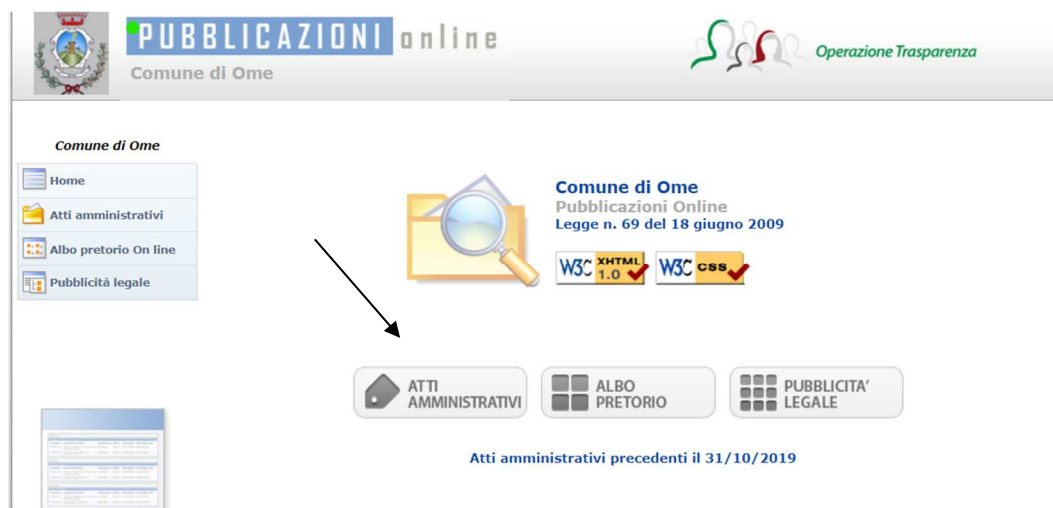 PUBBLICAZIONI online
Comune di Ome
Operazione Trasparenza
Comune di Ome
Home
Atti amministrativi
Albo pretorio On line
Pubblicità legale
Comune di Ome
Pubblicazioni Online
Legge n. 69 del 18 giugno 2009
W3C XHTML 1.0
W3C css
ATTI
AMMINISTRATIVI
ALBO
PRETORIO
PUBBLICITA'
LEGALE
Atti amministrativi precedenti il 31/10/2019